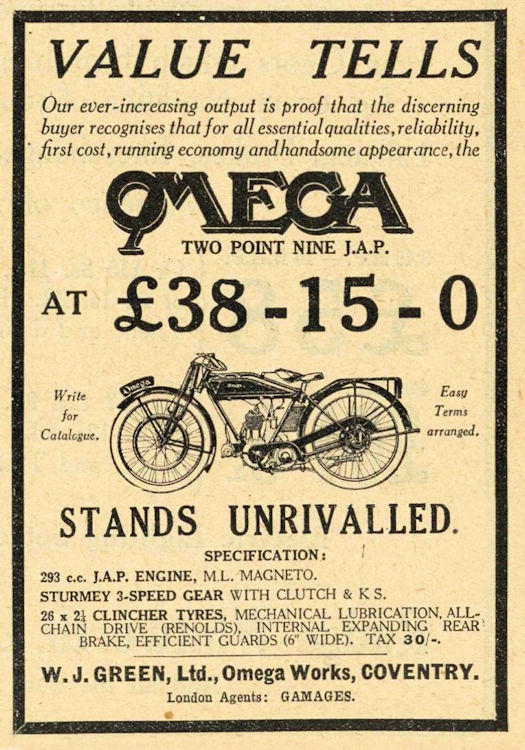 VALUE TELLS
Our ever-increasing output is proof that the discerning
buyer recognises that for all essential qualities, reliability,
first cost, running economy and handsome appearance, the
OMEGA
TWO POINT NINE J.A.P.
AT £38-15-0
Write
for
Catalogue.
Omega
Omega
Easy
Terms
arranged.
STANDS UNRIVALLED.
SPECIFICATION:
293 c.c. J.A.P. ENGINE, M.L. MAGNETO.
STURMEY 3-SPEED GEAR WITH CLUTCH & K S.
26 x 2¼ CLINCHER TYRES, MECHANICAL LUBRICATION, ALL-
CHAIN DRIVE (RENOLDS), INTERNAL EXPANDING REAR
BRAKE, EFFICIENT GUARDS (6" WIDE). TAX 30/-.
W. J. GREEN, Ltd., Omega Works, COVENTRY.
London Agents: GAMAGES.